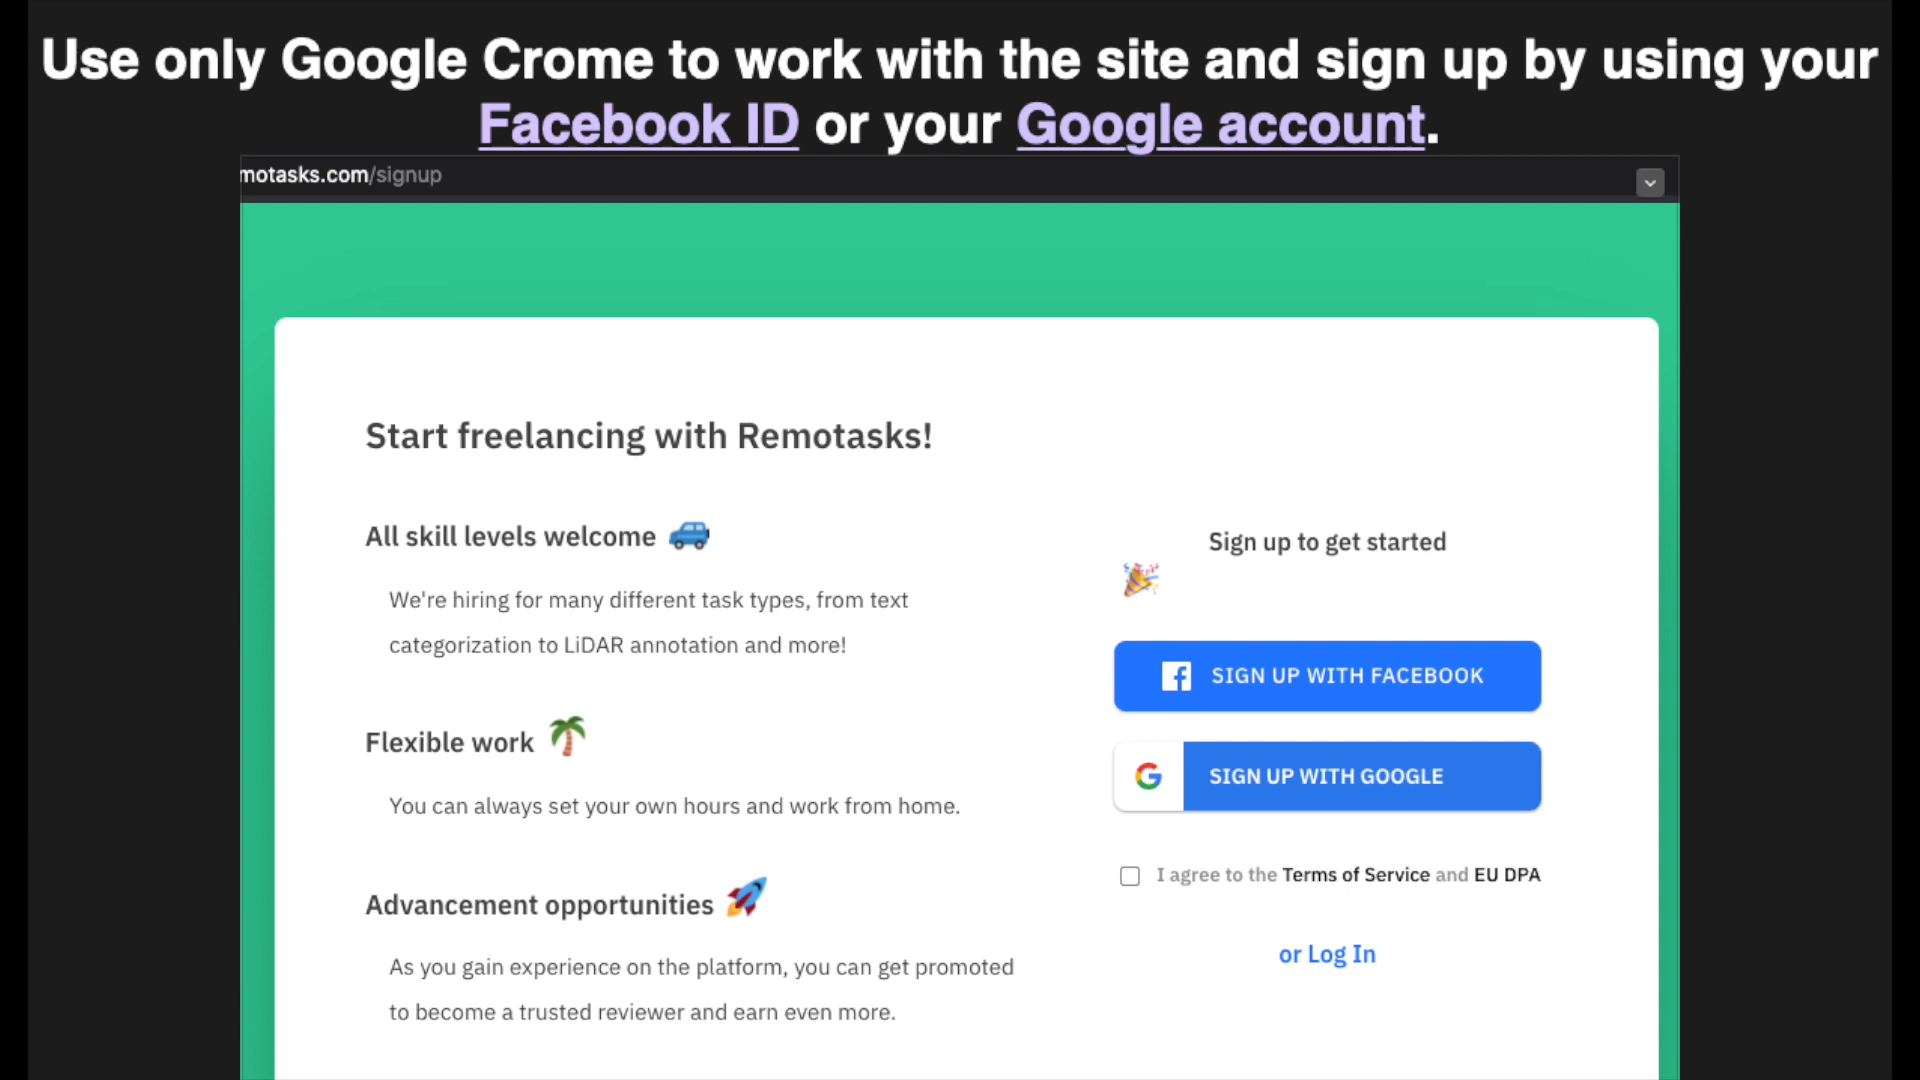 Use only Google Crome to work with the site and sign up by using your
Facebook ID or your Google account.
motasks.com/signup
Start freelancing with Remotasks!
All skill levels welcome
We're hiring for many different task types, from text
categorization to LiDAR annotation and more!
Flexible work
You can always set your own hours and work from home.
Advancement opportunities
As you gain experience on the platform, you can get promoted
to become a trusted reviewer and earn even more.
Sign up to get started
SIGN UP WITH FACEBOOK
SIGN UP WITH GOOGLE
I agree to the Terms of Service and EU DPA
or Log In